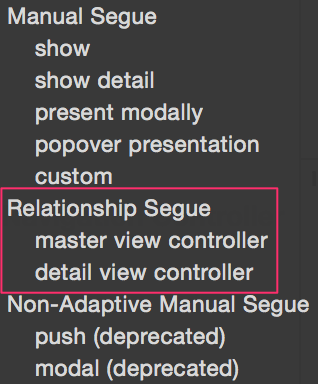 Manual Segue
show
show detail
present modally
popover presentation
custom
Relationship Segue
master view controller
detail view controller
Non-Adaptive Manual Segue
push (deprecated)
modal (deprecated)